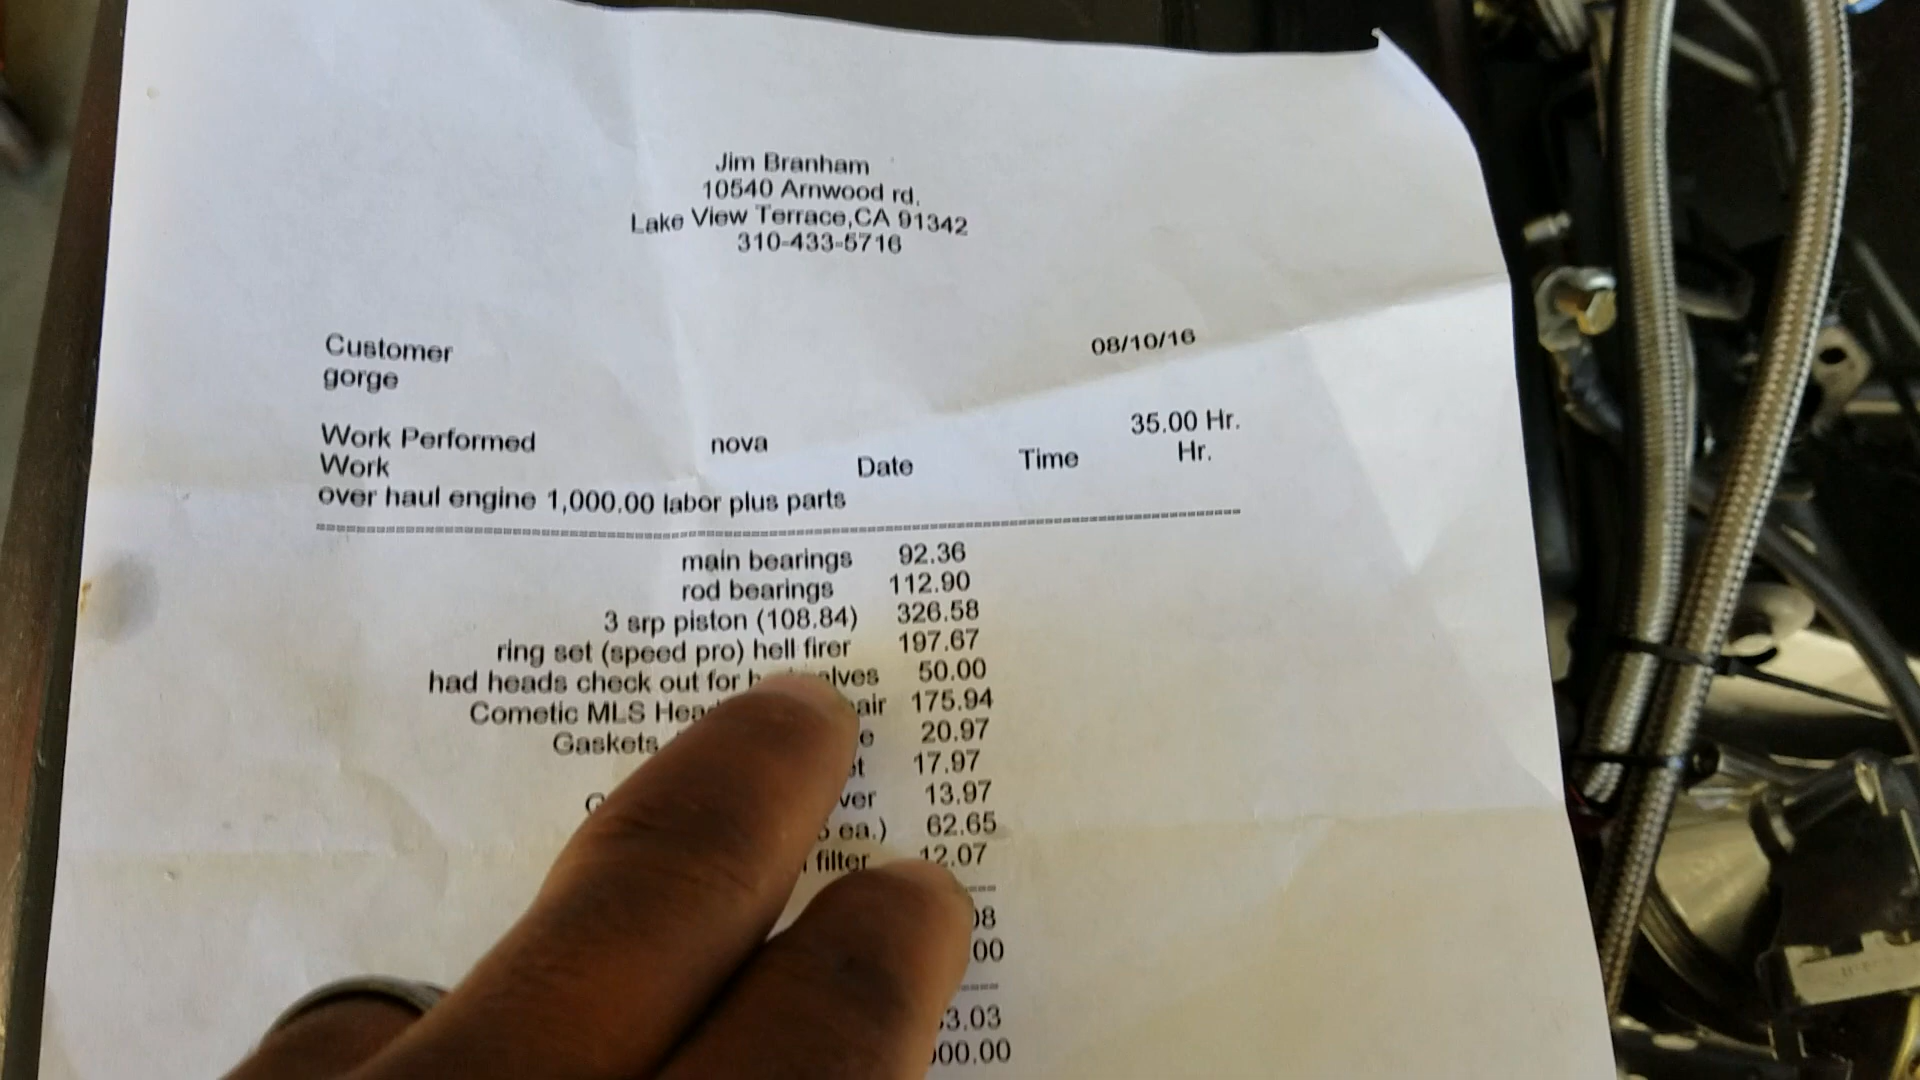 Jim Branham
10540 Arnwood rd.
Lake View Terrace,CA 91342
310-433-5716
Customer 08/10/16
gorge
Work Performed nova 35.00 Hr.
Work Date Time Hr.
over haul engine 1,000.00 labor plus parts
main bearings 92.36
rod bearings 112.90
3 srp piston (108.84) 326.58
ring set (speed pro) hell firer 197.67
had heads check out for 50.00
Cometic MLS 175.94
Gaskets 20.97
17.97
13.97
ea.) 62.65
filter 12.07